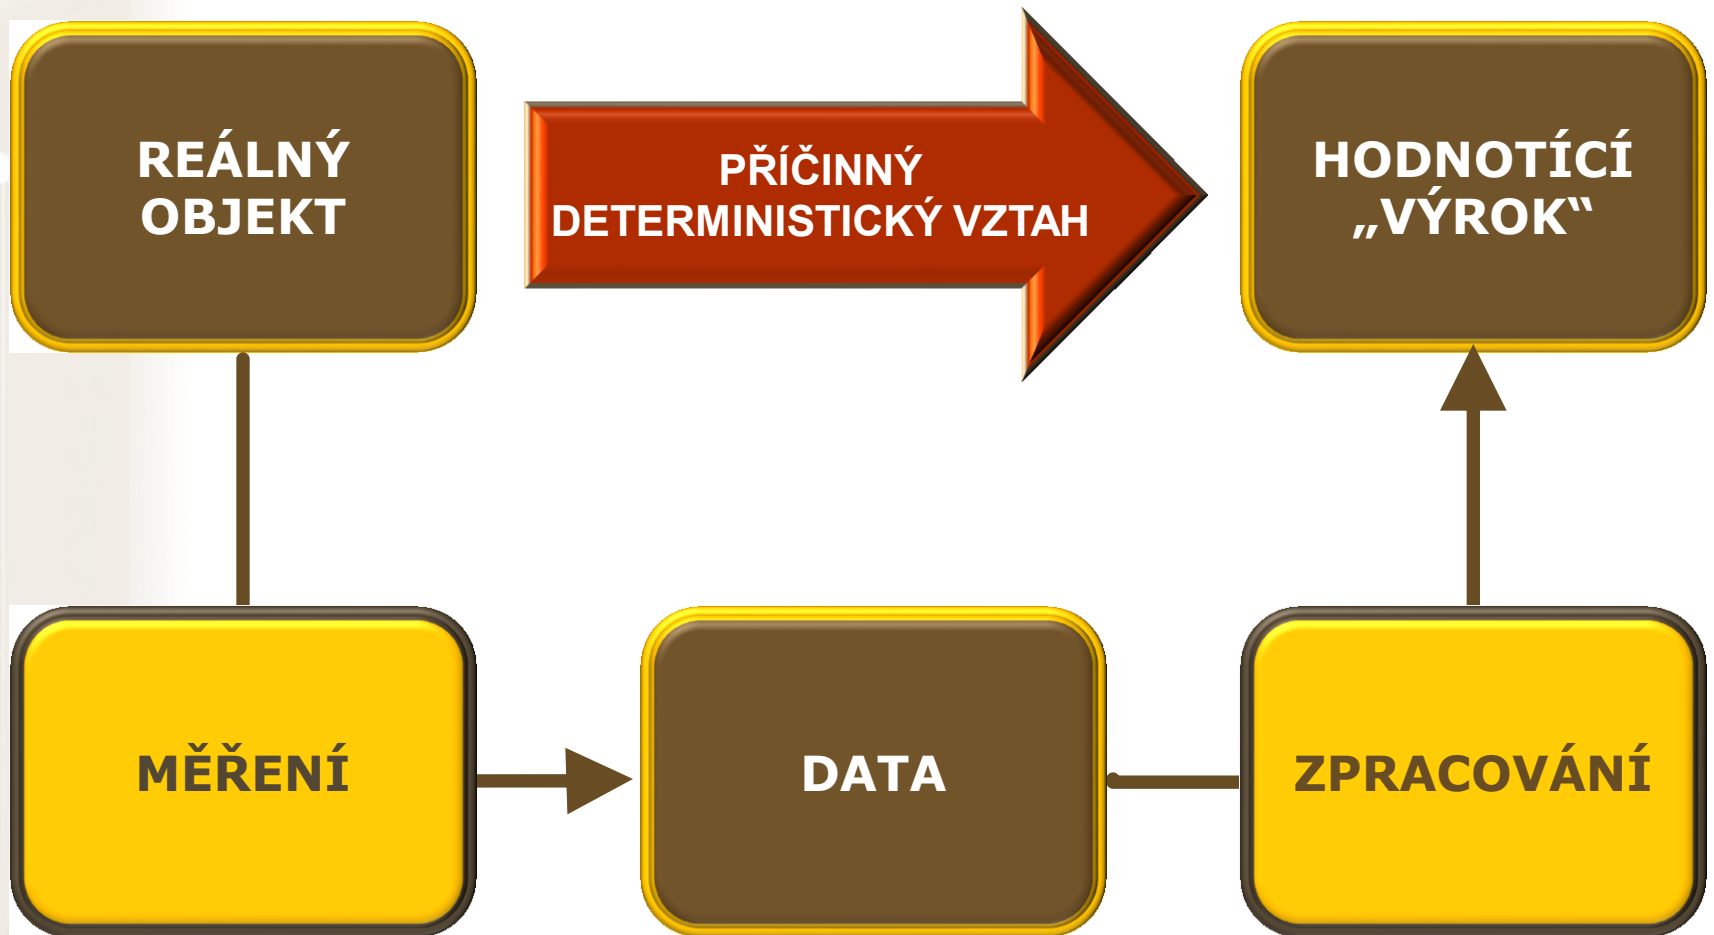 REÁLNÝ
OBJEKT
PŘÍČINNÝ
DETERMINISTICKÝ VZTAH
HODNOTÍCÍ
„VÝROK“
MĚŘENÍ
DATA
ZPRACOVÁNÍ